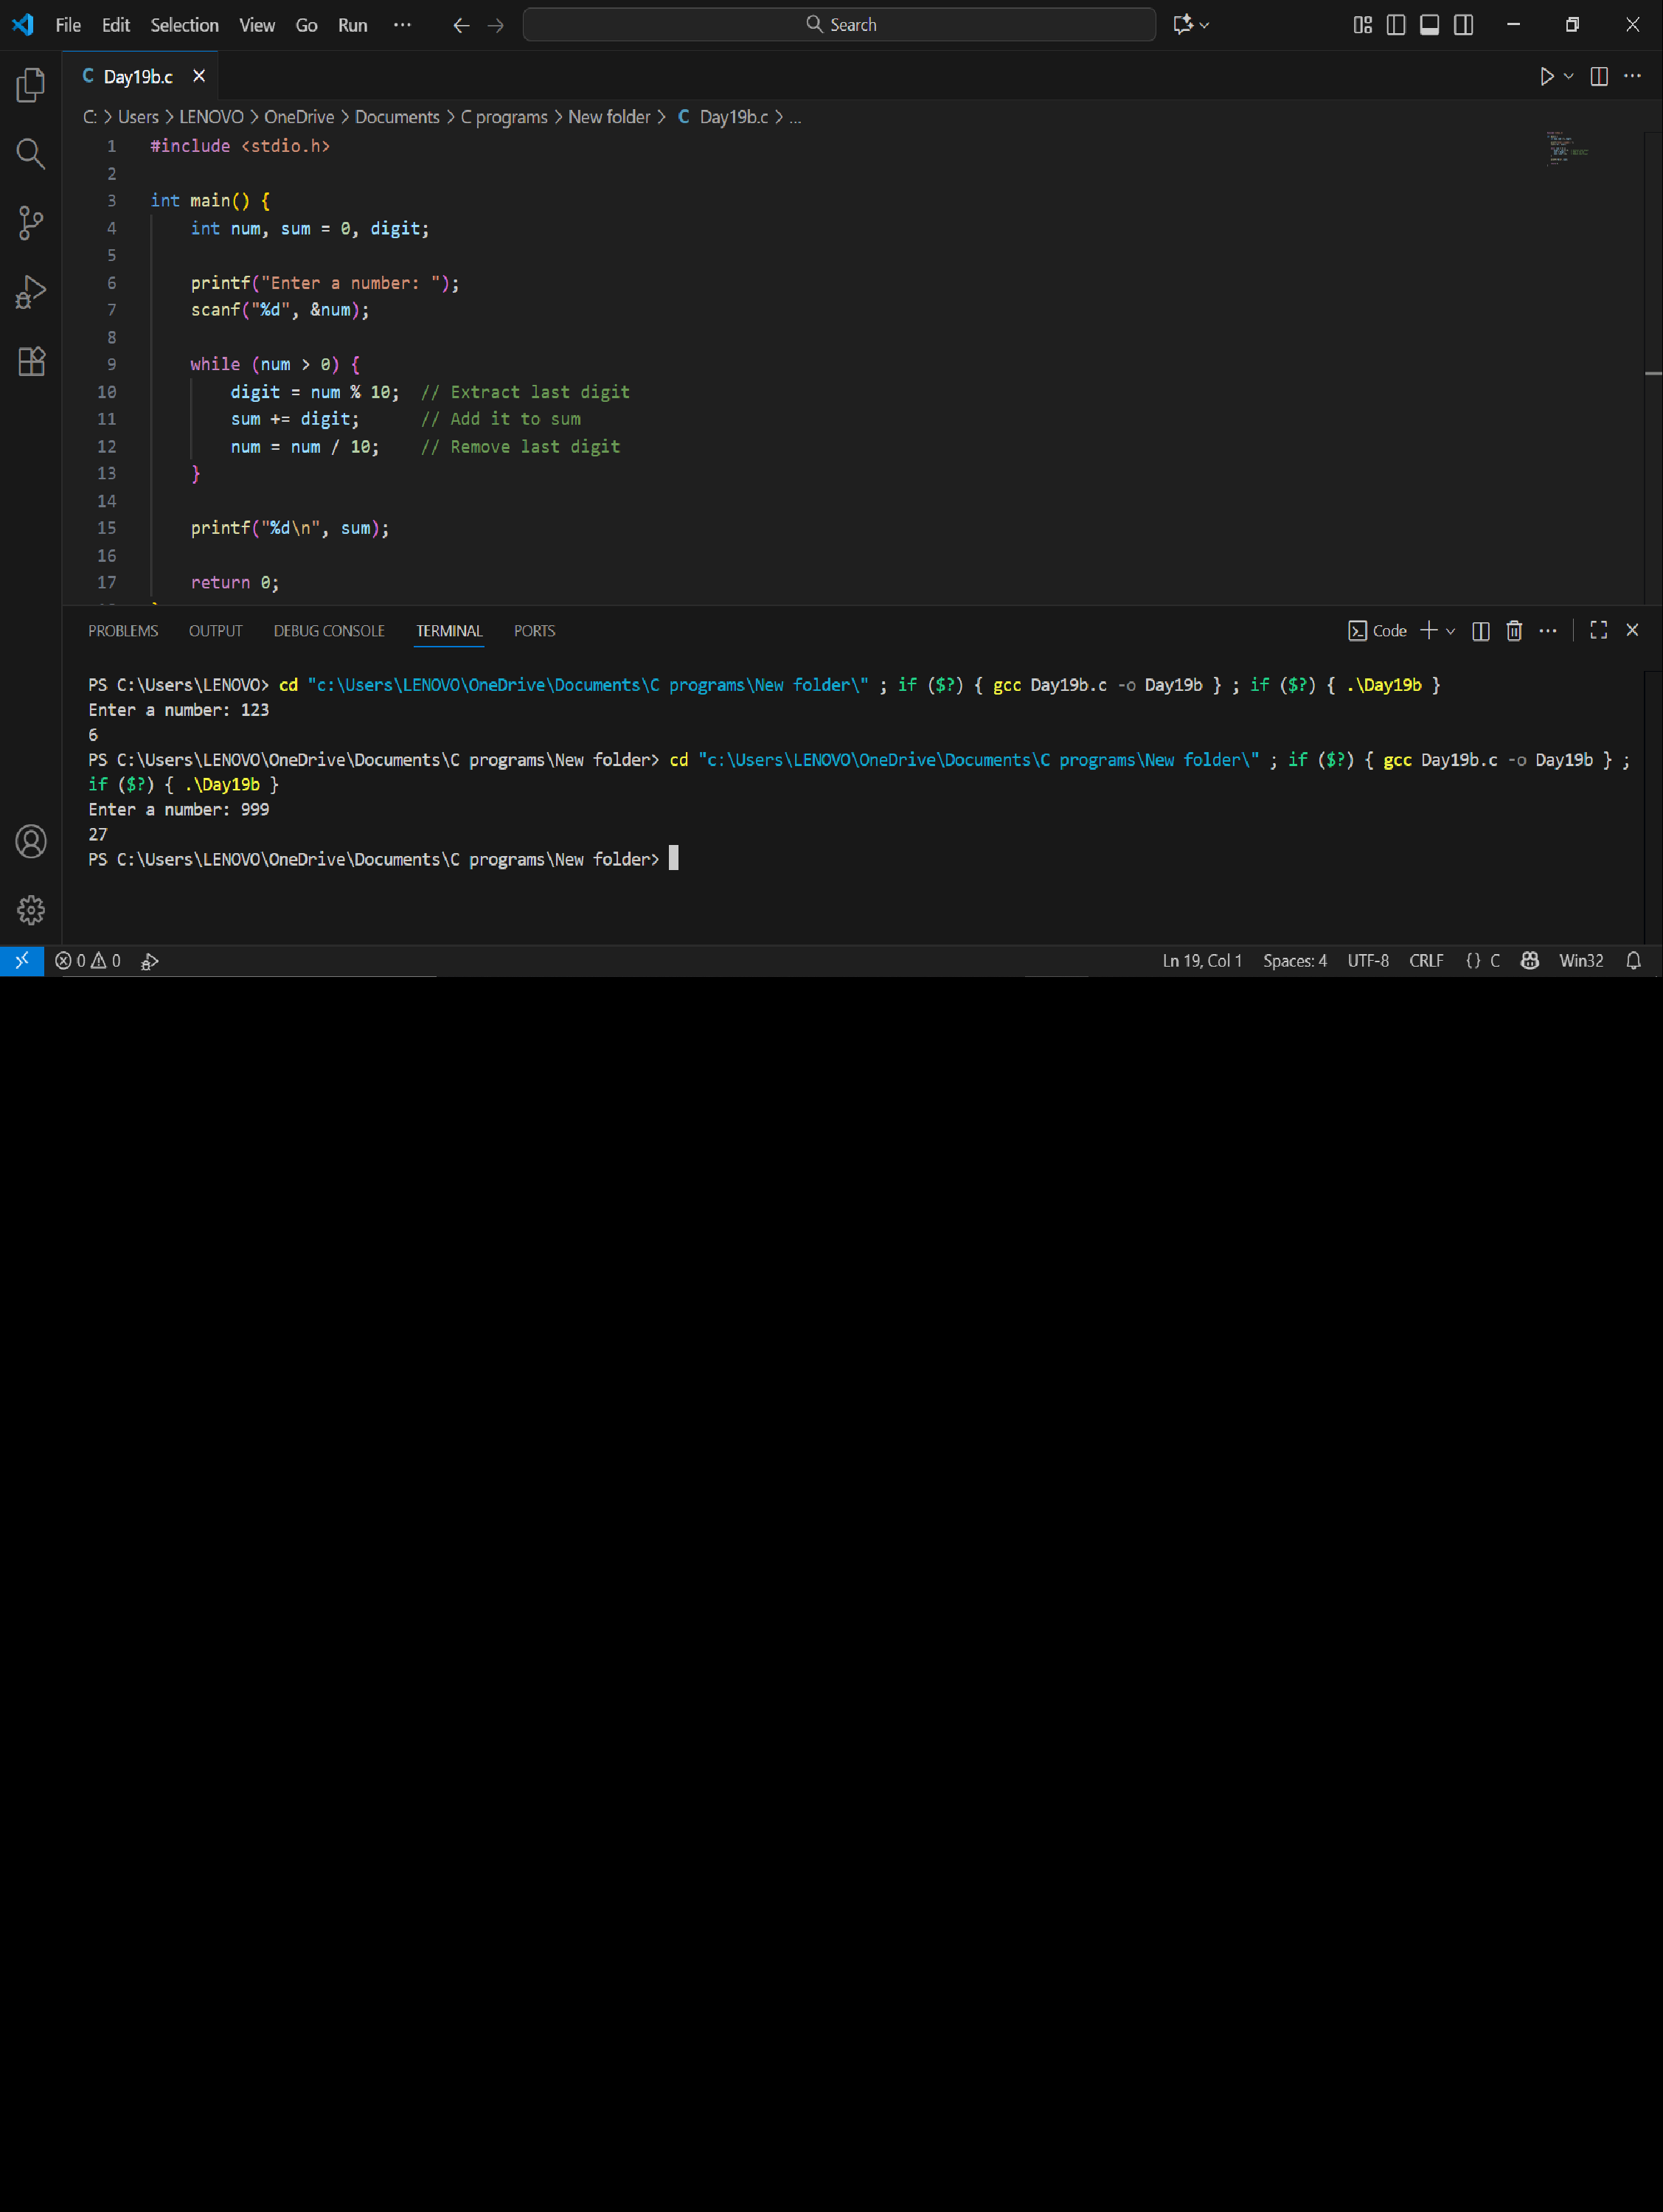 File Edit Selection View Go Run ··· Search
C Day19b.c
C: > Users > LENOVO > OneDrive > Documents > C programs > New folder > C Day19b.c > ...
1 #include <stdio.h>
2
3 int main() {
4     int num, sum = 0, digit;
5
6     printf("Enter a number: ");
7     scanf("%d", &num);
8
9     while (num > 0) {
10         digit = num % 10;  // Extract last digit
11         sum += digit;      // Add it to sum
12         num = num / 10;    // Remove last digit
13     }
14
15     printf("%d\n", sum);
16
17     return 0;
PROBLEMS OUTPUT DEBUG CONSOLE TERMINAL PORTS Code
PS C:\Users\LENOVO> cd "c:\Users\LENOVO\OneDrive\Documents\C programs\New folder\" ; if ($?) { gcc Day19b.c -o Day19b } ; if ($?) { .\Day19b }
Enter a number: 123
6
PS C:\Users\LENOVO\OneDrive\Documents\C programs\New folder> cd "c:\Users\LENOVO\OneDrive\Documents\C programs\New folder\" ; if ($?) { gcc Day19b.c -o Day19b } ;
if ($?) { .\Day19b }
Enter a number: 999
27
PS C:\Users\LENOVO\OneDrive\Documents\C programs\New folder>
0 0 Ln 19, Col 1 Spaces: 4 UTF-8 CRLF {} C Win32